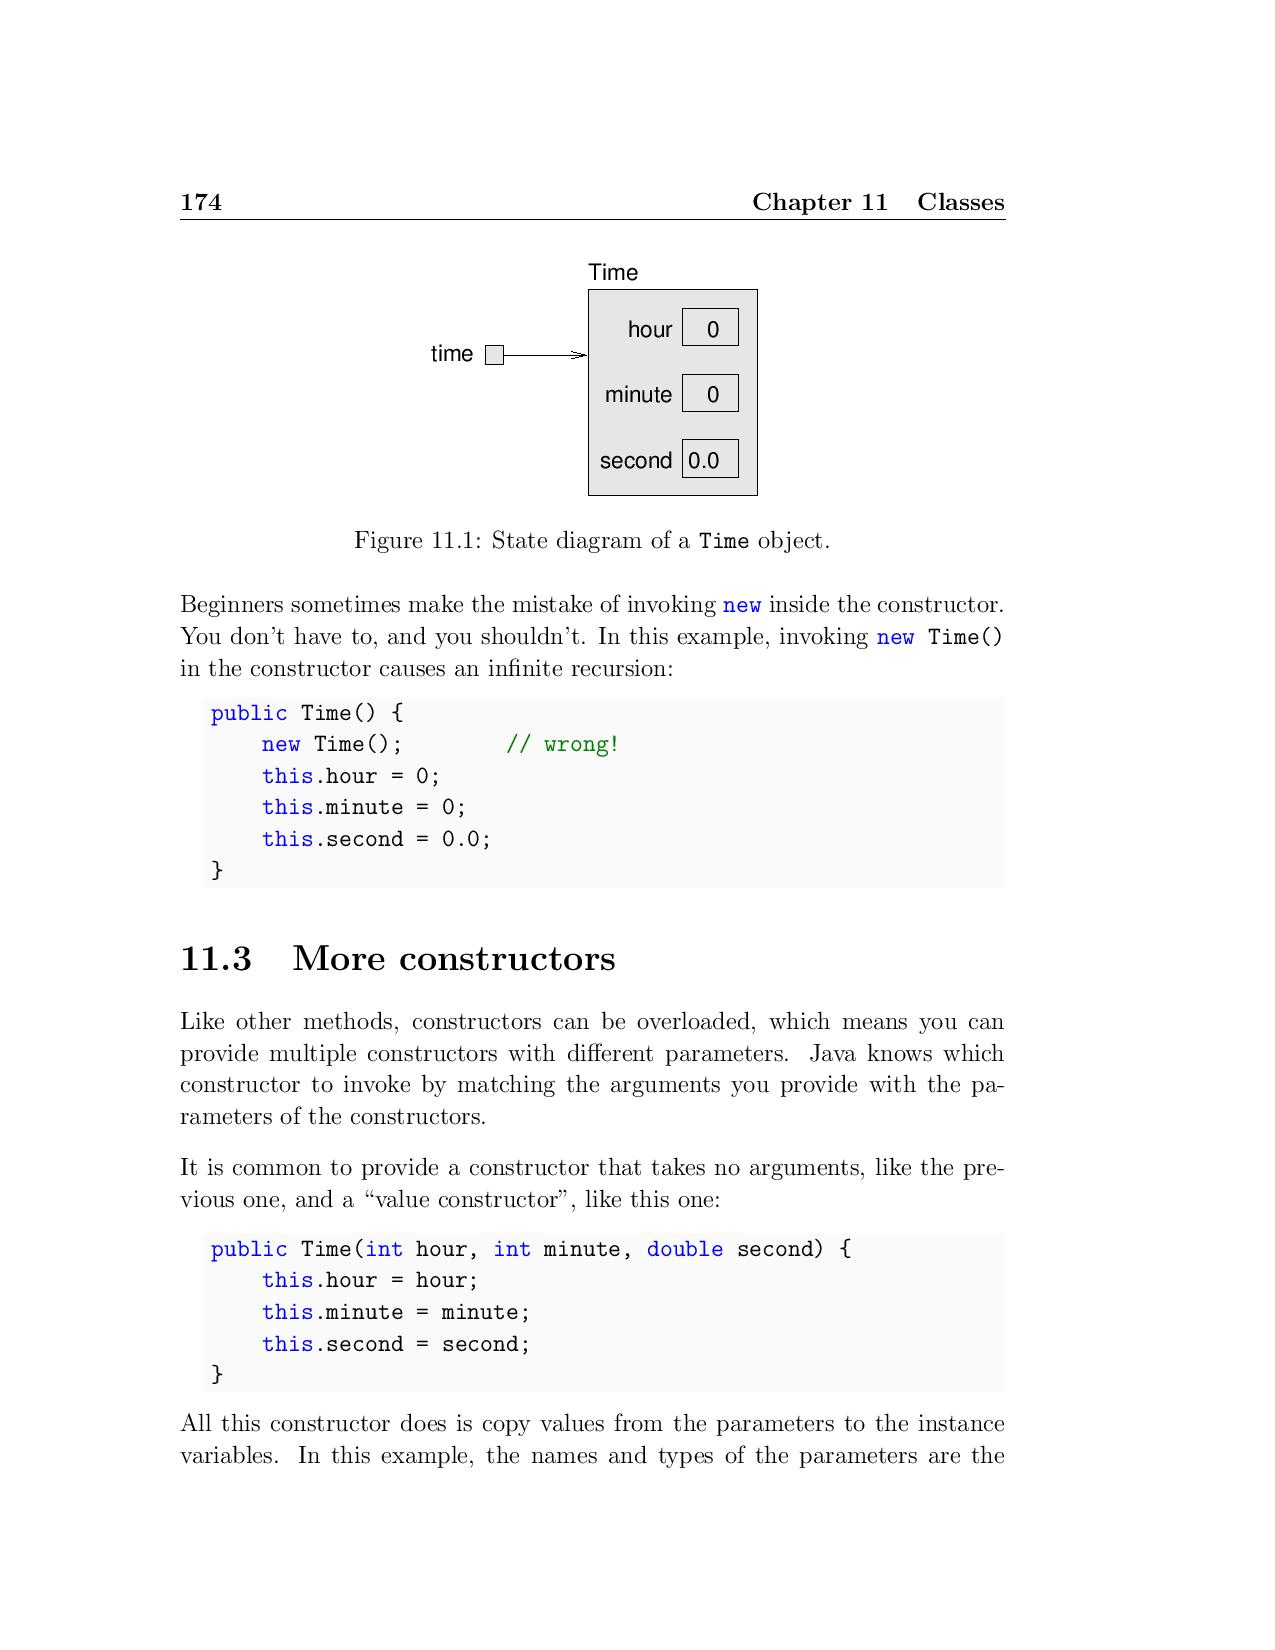 174 Chapter 11 Classes
Time
hour 0
time
minute 0
second 0.0
Figure 11.1: State diagram of a Time object.
Beginners sometimes make the mistake of invoking new inside the constructor.
You don't have to, and you shouldn't. In this example, invoking new Time()
in the constructor causes an infinite recursion:
public Time() {
    new Time();        // wrong!
    this.hour = 0;
    this.minute = 0;
    this.second = 0.0;
}
11.3 More constructors
Like other methods, constructors can be overloaded, which means you can
provide multiple constructors with different parameters. Java knows which
constructor to invoke by matching the arguments you provide with the pa-
rameters of the constructors.
It is common to provide a constructor that takes no arguments, like the pre-
vious one, and a “value constructor”, like this one:
public Time(int hour, int minute, double second) {
    this.hour = hour;
    this.minute = minute;
    this.second = second;
}
All this constructor does is copy values from the parameters to the instance
variables. In this example, the names and types of the parameters are the